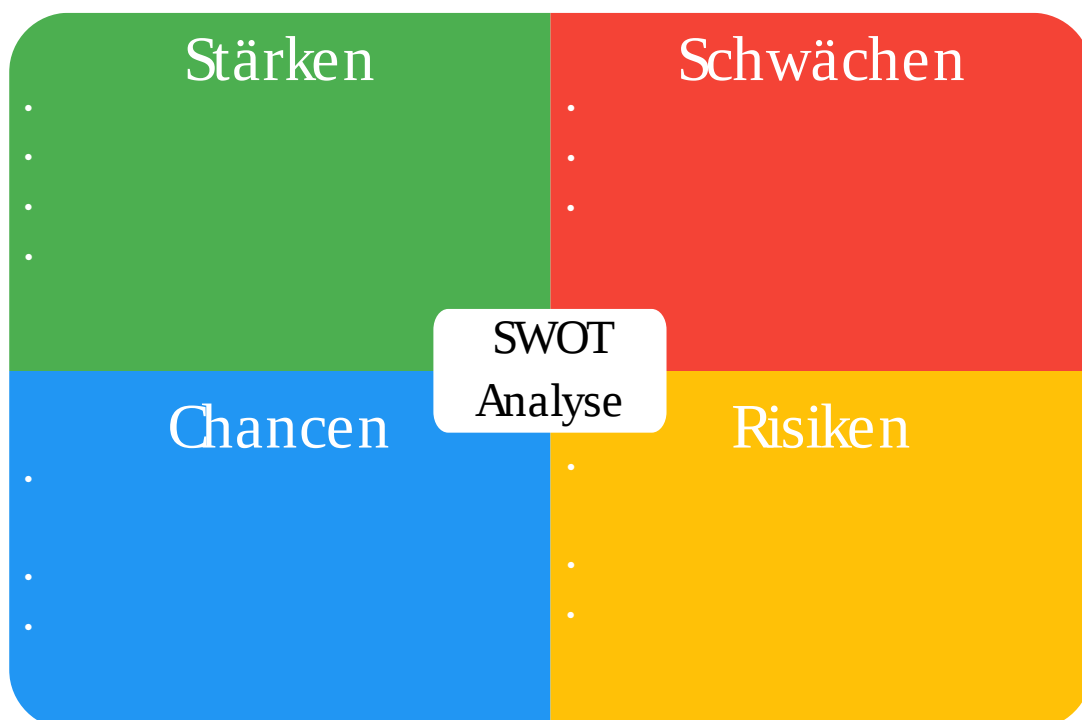 Stärken
Schwächen
SWOT
Analyse
Chancen
Risiken